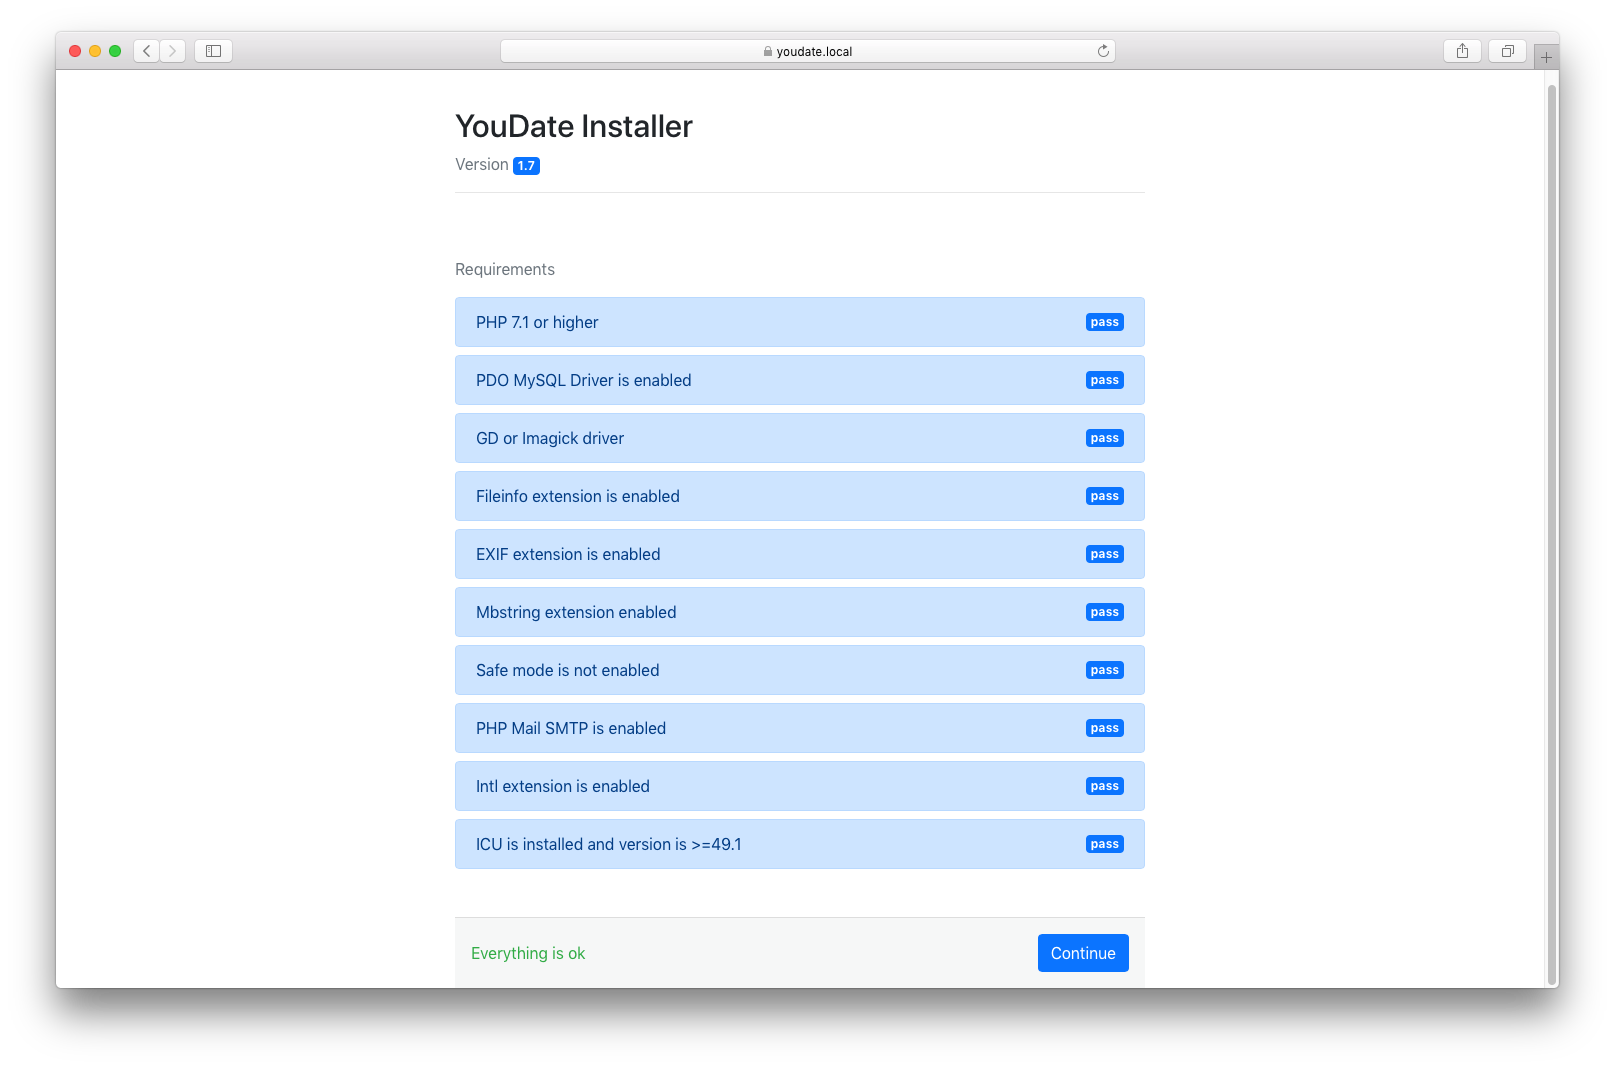 youdate.local
YouDate Installer
Version 1.7
Requirements
PHP 7.1 or higher pass
PDO MySQL Driver is enabled pass
GD or Imagick driver pass
Fileinfo extension is enabled pass
EXIF extension is enabled pass
Mbstring extension enabled pass
Safe mode is not enabled pass
PHP Mail SMTP is enabled pass
Intl extension is enabled pass
ICU is installed and version is >=49.1 pass
Everything is ok Continue